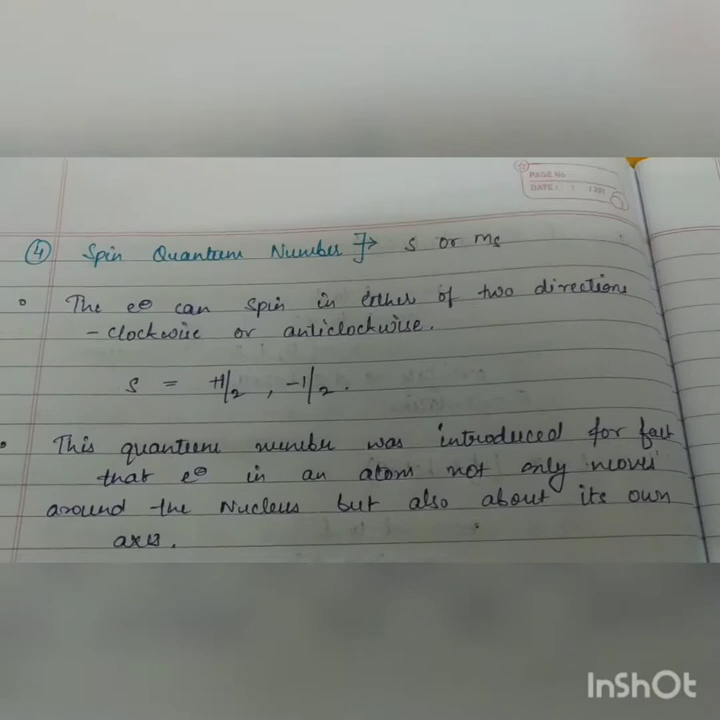 PAGE No
DATE: / / 202
④ Spin Quantum Number }→ s or ms
The e⊖ can spin in either of two directions
- clockwise or anticlockwise.
s = +1/2 , -1/2 .
This quantum number was introduced for fact
that e⊖ in an atom not only moves
around the Nucleus but also about its own
axis.
InShOt